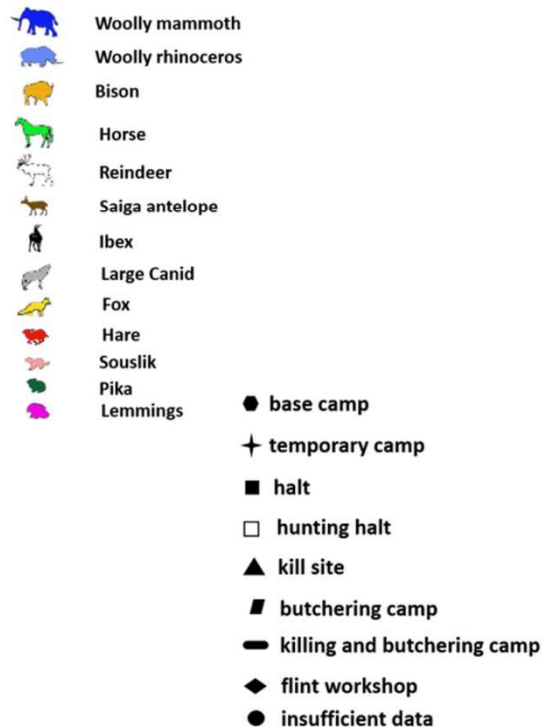 Woolly mammoth
Woolly rhinoceros
Bison
Horse
Reindeer
Saiga antelope
Ibex
Large Canid
Fox
Hare
Souslik
Pika
Lemmings
base camp
temporary camp
halt
hunting halt
kill site
butchering camp
killing and butchering camp
flint workshop
insufficient data